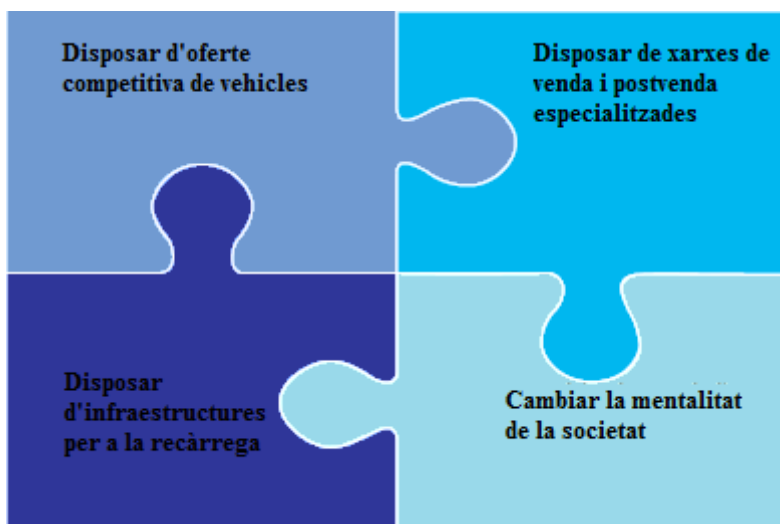 Disposar d'oferte
competitiva de vehicles
Disposar de xarxes de
venda i postvenda
especialitzades
Disposar
d'infraestructures
per a la recàrrega
Cambiar la mentalitat
de la societat